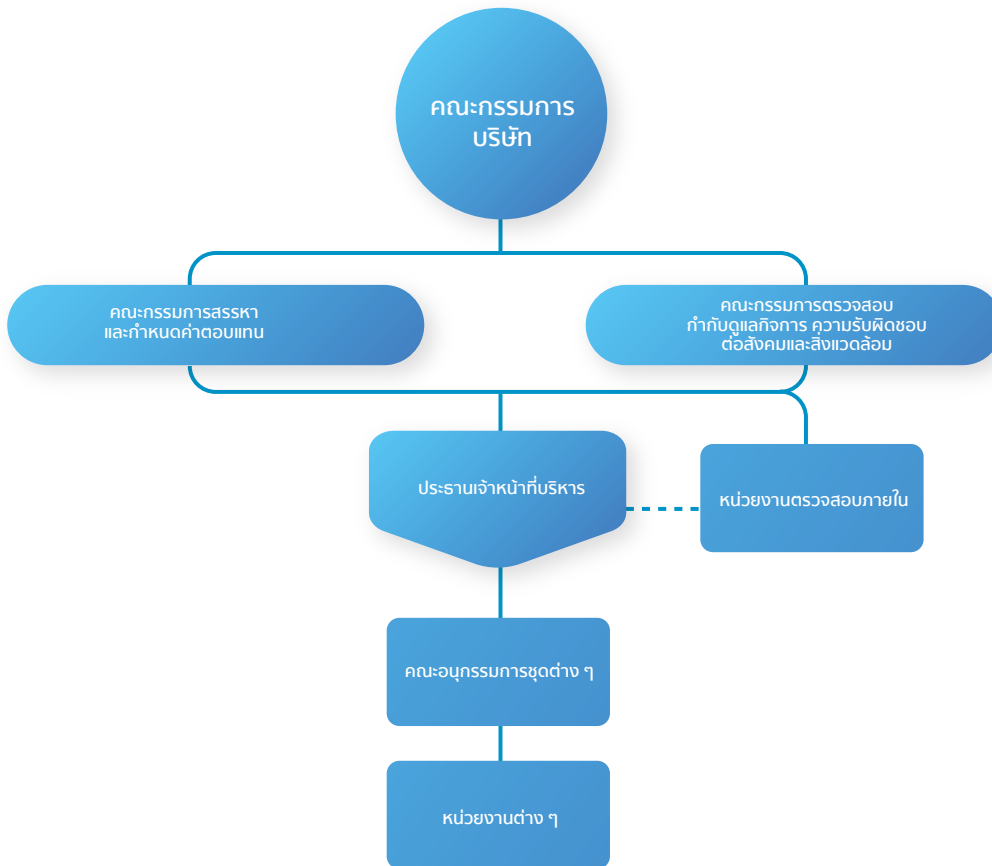 คณะกรรมการ
บริษัท
คณะกรรมการสรรหา
และกำหนดค่าตอบแทน
คณะกรรมการตรวจสอบ
กำกับดูแลกิจการ ความรับผิดชอบ
ต่อสังคมและสิ่งแวดล้อม
ประธานเจ้าหน้าที่บริหาร
หน่วยงานตรวจสอบภายใน
คณะอนุกรรมการชุดต่าง ๆ
หน่วยงานต่าง ๆ